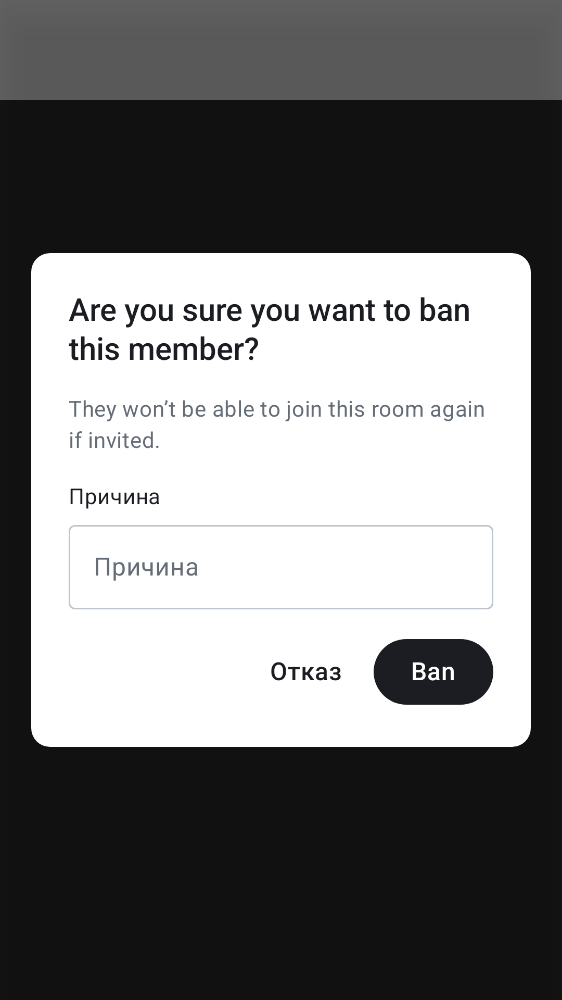 Are you sure you want to ban
this member?
They won’t be able to join this room again
if invited.
Причина
Причина
Отказ
Ban